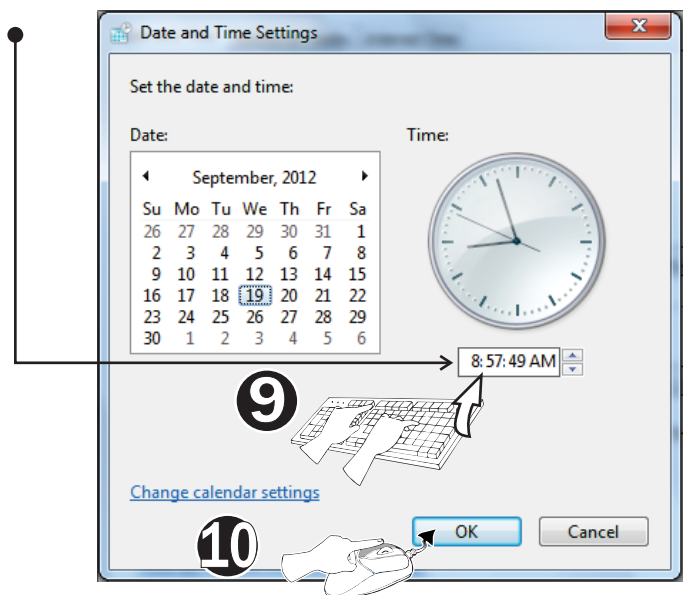 Date and Time Settings
Set the date and time:
Date:
Time:
September, 2012
Su Mo Tu We Th Fr Sa
26 27 28 29 30 31 1
2 3 4 5 6 7 8
9 10 11 12 13 14 15
16 17 18 19 20 21 22
23 24 25 26 27 28 29
30 1 2 3 4 5 6
8:57:49 AM
9
Change calendar settings
10
OK
Cancel